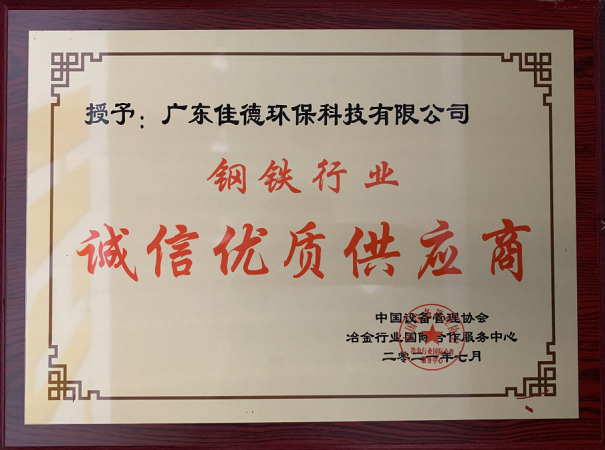 授予：广东佳德环保科技有限公司
钢铁行业
诚信优质供应商
中国设备管理协会
冶金行业国际合作服务中心
二零二一年七月